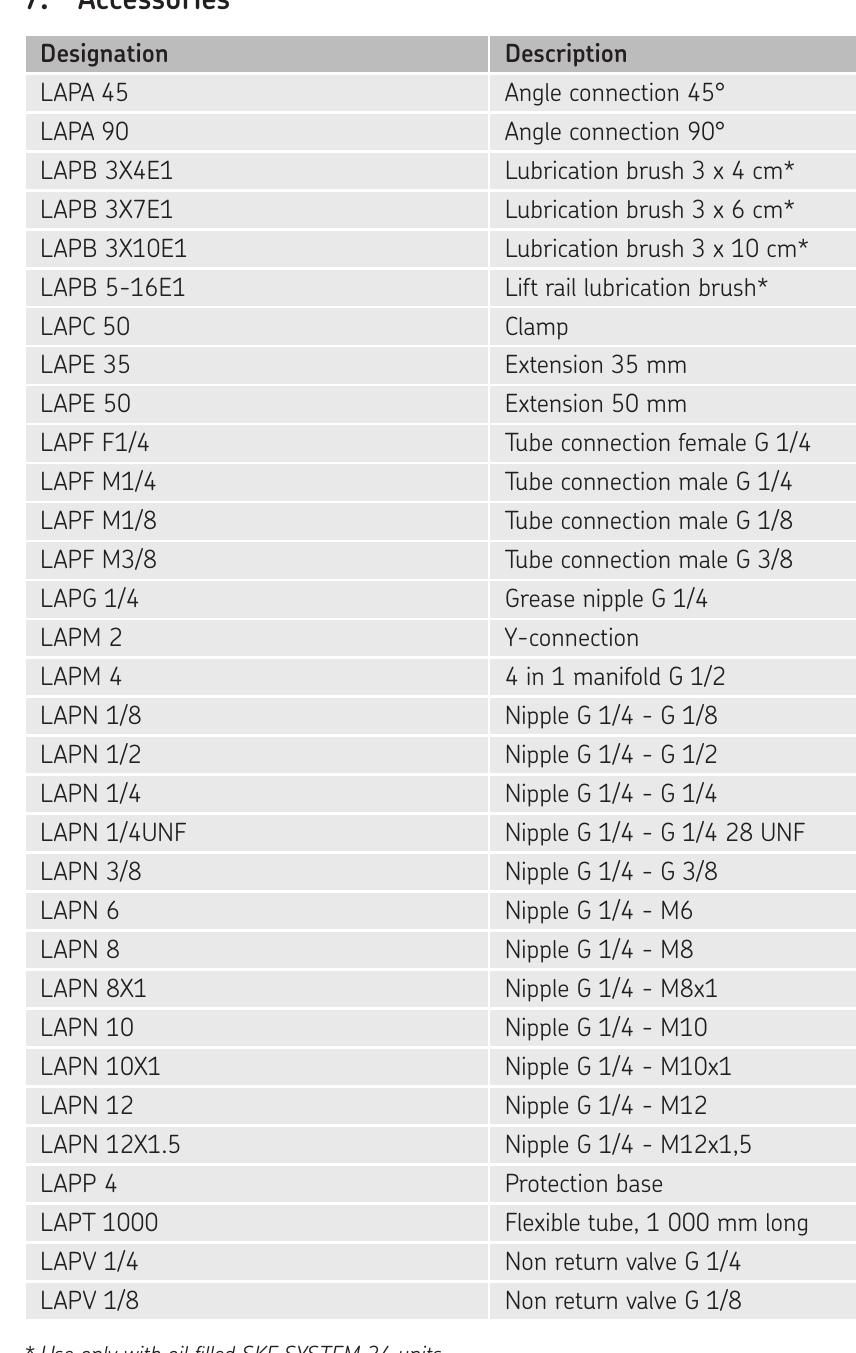 7. Accessories
Designation Description
LAPA 45 Angle connection 45°
LAPA 90 Angle connection 90°
LAPB 3X4E1 Lubrication brush 3 x 4 cm*
LAPB 3X7E1 Lubrication brush 3 x 6 cm*
LAPB 3X10E1 Lubrication brush 3 x 10 cm*
LAPB 5-16E1 Lift rail lubrication brush*
LAPC 50 Clamp
LAPE 35 Extension 35 mm
LAPE 50 Extension 50 mm
LAPF F1/4 Tube connection female G 1/4
LAPF M1/4 Tube connection male G 1/4
LAPF M1/8 Tube connection male G 1/8
LAPF M3/8 Tube connection male G 3/8
LAPG 1/4 Grease nipple G 1/4
LAPM 2 Y-connection
LAPM 4 4 in 1 manifold G 1/2
LAPN 1/8 Nipple G 1/4 - G 1/8
LAPN 1/2 Nipple G 1/4 - G 1/2
LAPN 1/4 Nipple G 1/4 - G 1/4
LAPN 1/4UNF Nipple G 1/4 - G 1/4 28 UNF
LAPN 3/8 Nipple G 1/4 - G 3/8
LAPN 6 Nipple G 1/4 - M6
LAPN 8 Nipple G 1/4 - M8
LAPN 8X1 Nipple G 1/4 - M8x1
LAPN 10 Nipple G 1/4 - M10
LAPN 10X1 Nipple G 1/4 - M10x1
LAPN 12 Nipple G 1/4 - M12
LAPN 12X1.5 Nipple G 1/4 - M12x1,5
LAPP 4 Protection base
LAPT 1000 Flexible tube, 1 000 mm long
LAPV 1/4 Non return valve G 1/4
LAPV 1/8 Non return valve G 1/8
* Use only with oil filled SKF SYSTEM 24 units